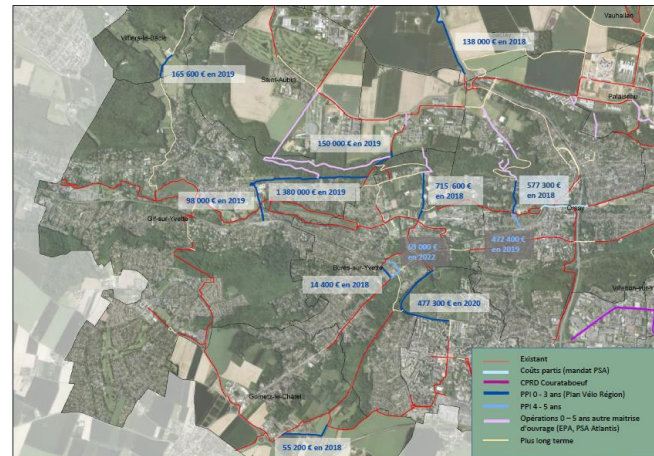 Vauhallan
138 000 € en 2018
Villiers-le-Bâcle
165 600 € en 2019
Saint-Aubin
Palaiseau
150 000 € en 2019
715 600 €
en 2018
577 300 €
en 2018
1 380 000 € en 2019
98 000 € en 2019
Orsay
Gif-sur-Yvette
472 400 €
en 2019
69 000 €
en 2022
Bures-sur-Yvette
14 400 € en 2018
477 300 € en 2020
Gometz-le-Châtel
55 200 € en 2018
Existant
Coûts partis (mandat PSA)
CPRD Courtaboeuf
PPI 0 - 3 ans (Plan Vélo Région)
PPI 4 - 5 ans
Opérations 0 – 5 ans autre maitrise
d'ouvrage (EPA, PSA Atlantis)
Plus long terme